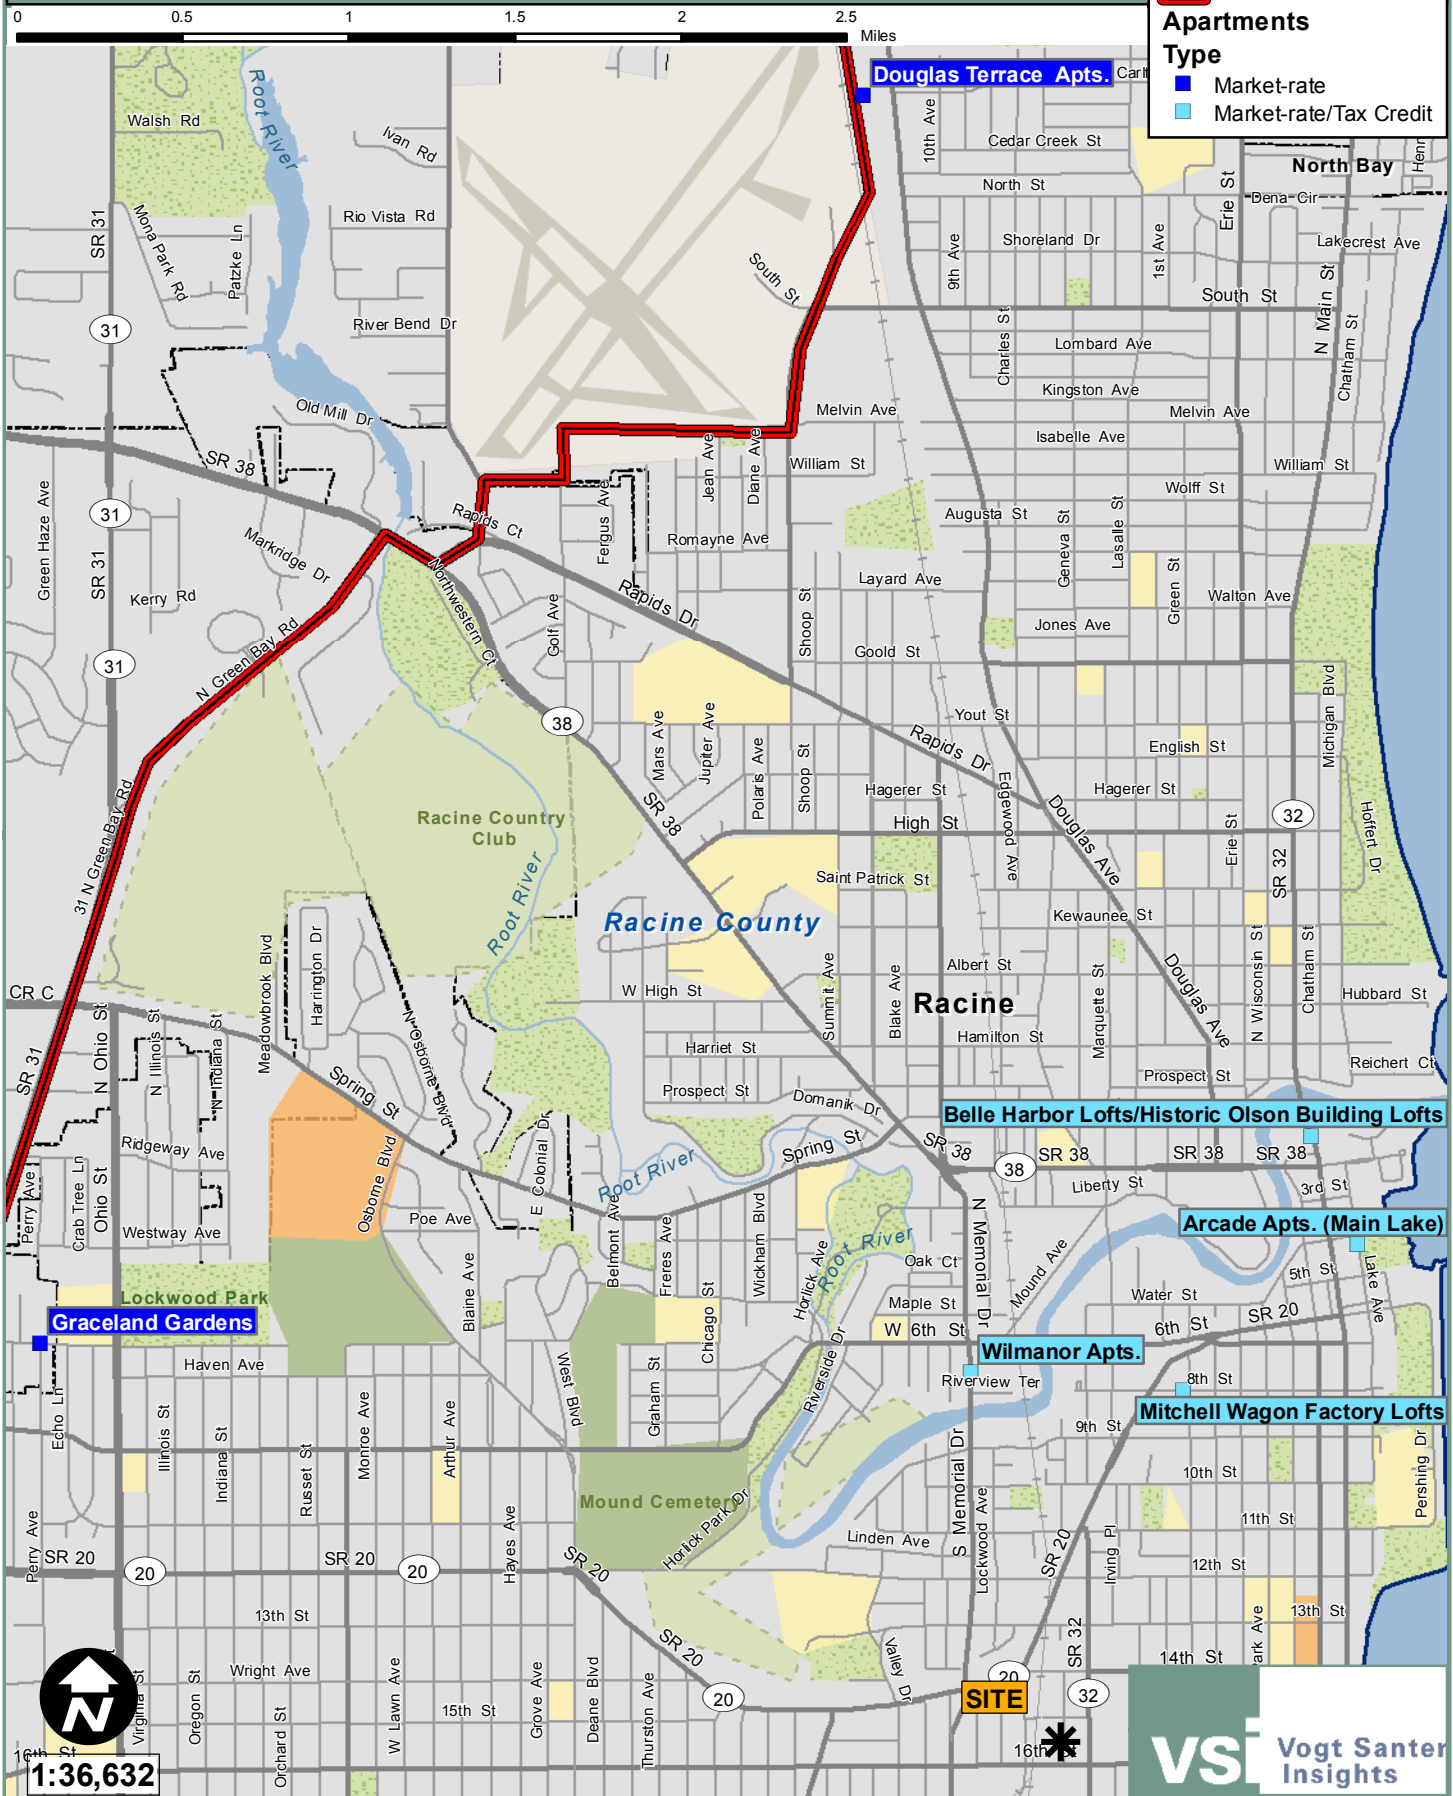 0 0.5 1 1.5 2 2.5
Miles
Apartments
Type
Market-rate
Market-rate/Tax Credit
Douglas Terrace Apts.
Walsh Rd
Root River
Ivan Rd
10th Ave
Cedar Creek St
North Bay
North St
Erie St
Dena Cir
SR 31
Mona Park Rd
Patzke Ln
Rio Vista Rd
South St
9th Ave
Shoreland Dr
1st Ave
Lakecrest Ave
South St
N Main St
31
River Bend Dr
Charles St
Lombard Ave
Chatham St
Kingston Ave
Old Mill Dr
Melvin Ave
Melvin Ave
Isabelle Ave
SR 38
Jean Ave
Diane Ave
William St
William St
Green Haze Ave
31
Rapids Ct
Fergus Ave
Wolff St
Augusta St
SR 31
Markridge Dr
Romayne Ave
Geneva St
Lasalle St
Kerry Rd
Northwestern Ct
Layard Ave
Green St
Walton Ave
Rapids Dr
Golf Ave
Shoop St
Jones Ave
N Green Bay Rd
Goold St
31
Michigan Blvd
38
Mars Ave
Jupiter Ave
Yout St
Rapids Dr
English St
Polaris Ave
Shoop St
Hagerer St
Edgewood Ave
Hagerer St
31 N Green Bay Rd
Racine Country
Club
SR 38
High St
Douglas Ave
32
Erie St
Hoffert Dr
SR 32
Saint Patrick St
Root River
Racine County
Kewaunee St
Meadowbrook Blvd
Harrington Dr
N Wisconsin St
Chatham St
Albert St
Douglas Ave
CR C
W High St
Summit Ave
Blake Ave
Racine
Marquette St
Hubbard St
N Ohio St
N Illinois St
N Indiana St
N Osborne Blvd
Harriet St
Hamilton St
SR 31
Reichert Ct
Spring St
Prospect St
Prospect St
Domanik Dr
Belle Harbor Lofts/Historic Olson Building Lofts
Ridgeway Ave
E Colonial Dr
Spring St
SR 38
38
SR 38
SR 38
SR 38
Perry Ave
Crab Tree Ln
Ohio St
Osborne Blvd
Root River
Liberty St
3rd St
Poe Ave
Belmont Ave
Freres Ave
Wickham Blvd
N Memorial Dr
Arcade Apts. (Main Lake)
Westway Ave
Root River
Oak Ct
Mound Ave
Blaine Ave
Horlick Ave
5th St
Lake Ave
Lockwood Park
Maple St
Water St
Graceland Gardens
Chicago St
W 6th St
6th St
SR 20
Haven Ave
Riverside Dr
Wilmanor Apts.
Riverview Ter
8th St
West Blvd
Graham St
Mitchell Wagon Factory Lofts
Echo Ln
Illinois St
Indiana St
Russet St
Monroe Ave
Arthur Ave
9th St
S Memorial Dr
Pershing Dr
10th St
Mound Cemetery
Horlick Park Dr
Lockwood Ave
11th St
Perry Ave
Hayes Ave
Linden Ave
SR 20
Irving Pl
SR 20
20
SR 20
20
SR 20
12th St
13th St
13th St
SR 20
SR 32
Valley Dr
14th St
Wright Ave
20
Virginia St
Oregon St
Orchard St
W Lawn Ave
15th St
Grove Ave
Deane Blvd
Thurston Ave
20
SITE
32
N
16th St
16th St
1:36,632
vsi
Vogt Santer
Insights